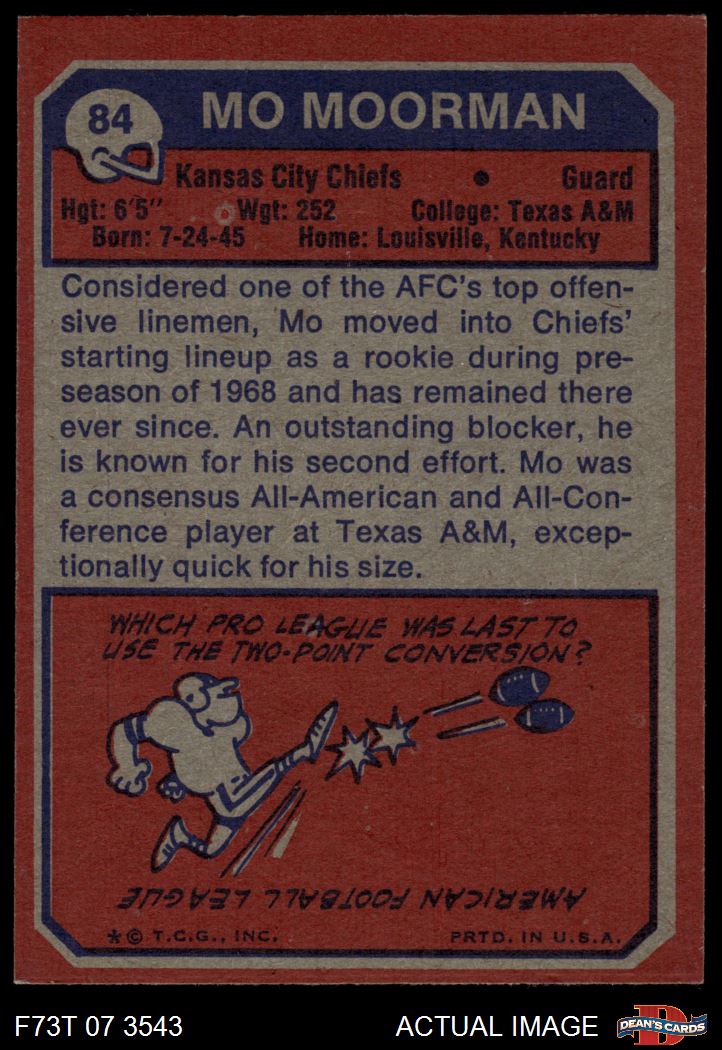 84
MO MOORMAN
Kansas City Chiefs • Guard
Hgt: 6'5" Wgt: 252 College: Texas A&M
Born: 7-24-45 Home: Louisville, Kentucky
Considered one of the AFC's top offen-
sive linemen, Mo moved into Chiefs'
starting lineup as a rookie during pre-
season of 1968 and has remained there
ever since. An outstanding blocker, he
is known for his second effort. Mo was
a consensus All-American and All-Con-
ference player at Texas A&M, excep-
tionally quick for his size.
WHICH PRO LEAGUE WAS LAST TO
USE THE TWO-POINT CONVERSION?
AMERICAN FOOTBALL LEAGUE
* © T.C.G., INC. PRTD. IN U.S.A.
F73T 07 3543 ACTUAL IMAGE
D
DEAN'S CARDS